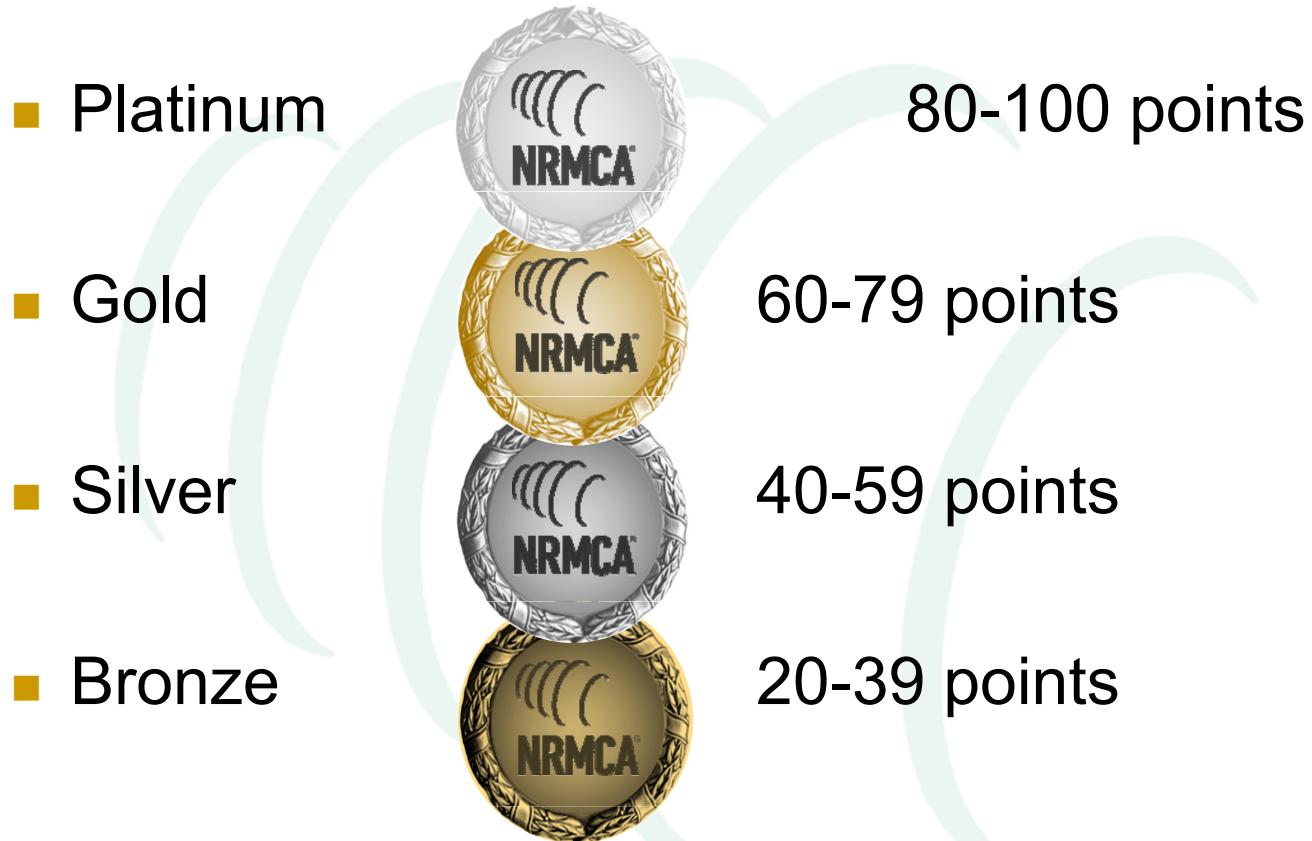 Platinum 80-100 points
NRMCA
Gold 60-79 points
NRMCA
Silver 40-59 points
NRMCA
Bronze 20-39 points
NRMCA